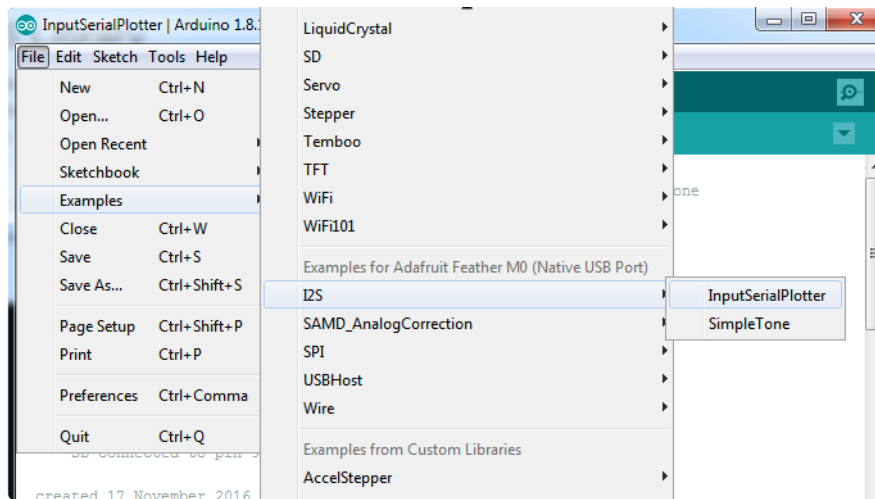 InputSerialPlotter | Arduino 1.8.
File Edit Sketch Tools Help
New Ctrl+N
Open... Ctrl+O
Open Recent
Sketchbook
Examples
Close Ctrl+W
Save Ctrl+S
Save As... Ctrl+Shift+S
Page Setup Ctrl+Shift+P
Print Ctrl+P
Preferences Ctrl+Comma
Quit Ctrl+Q
LiquidCrystal
SD
Servo
Stepper
Temboo
TFT
WiFi
WiFi101
Examples for Adafruit Feather M0 (Native USB Port)
I2S
SAMD_AnalogCorrection
SPI
USBHost
Wire
Examples from Custom Libraries
AccelStepper
InputSerialPlotter
SimpleTone
one
created 17 November 2016